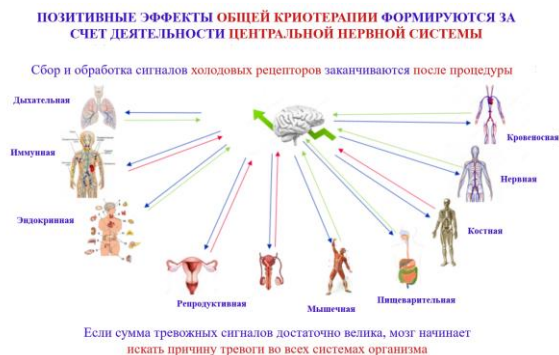 ПОЗИТИВНЫЕ ЭФФЕКТЫ ОБЩЕЙ КРИОТЕРАПИИ ФОРМИРУЮТСЯ ЗА
СЧЕТ ДЕЯТЕЛЬНОСТИ ЦЕНТРАЛЬНОЙ НЕРВНОЙ СИСТЕМЫ
Сбор и обработка сигналов холодовых рецепторов заканчиваются после процедуры
Дыхательная
Кровеносная
Иммунная
Нервная
Эндокринная
Костная
Репродуктивная
Мышечная
Пищеварительная
Если сумма тревожных сигналов достаточно велика, мозг начинает
искать причину тревоги во всех системах организма